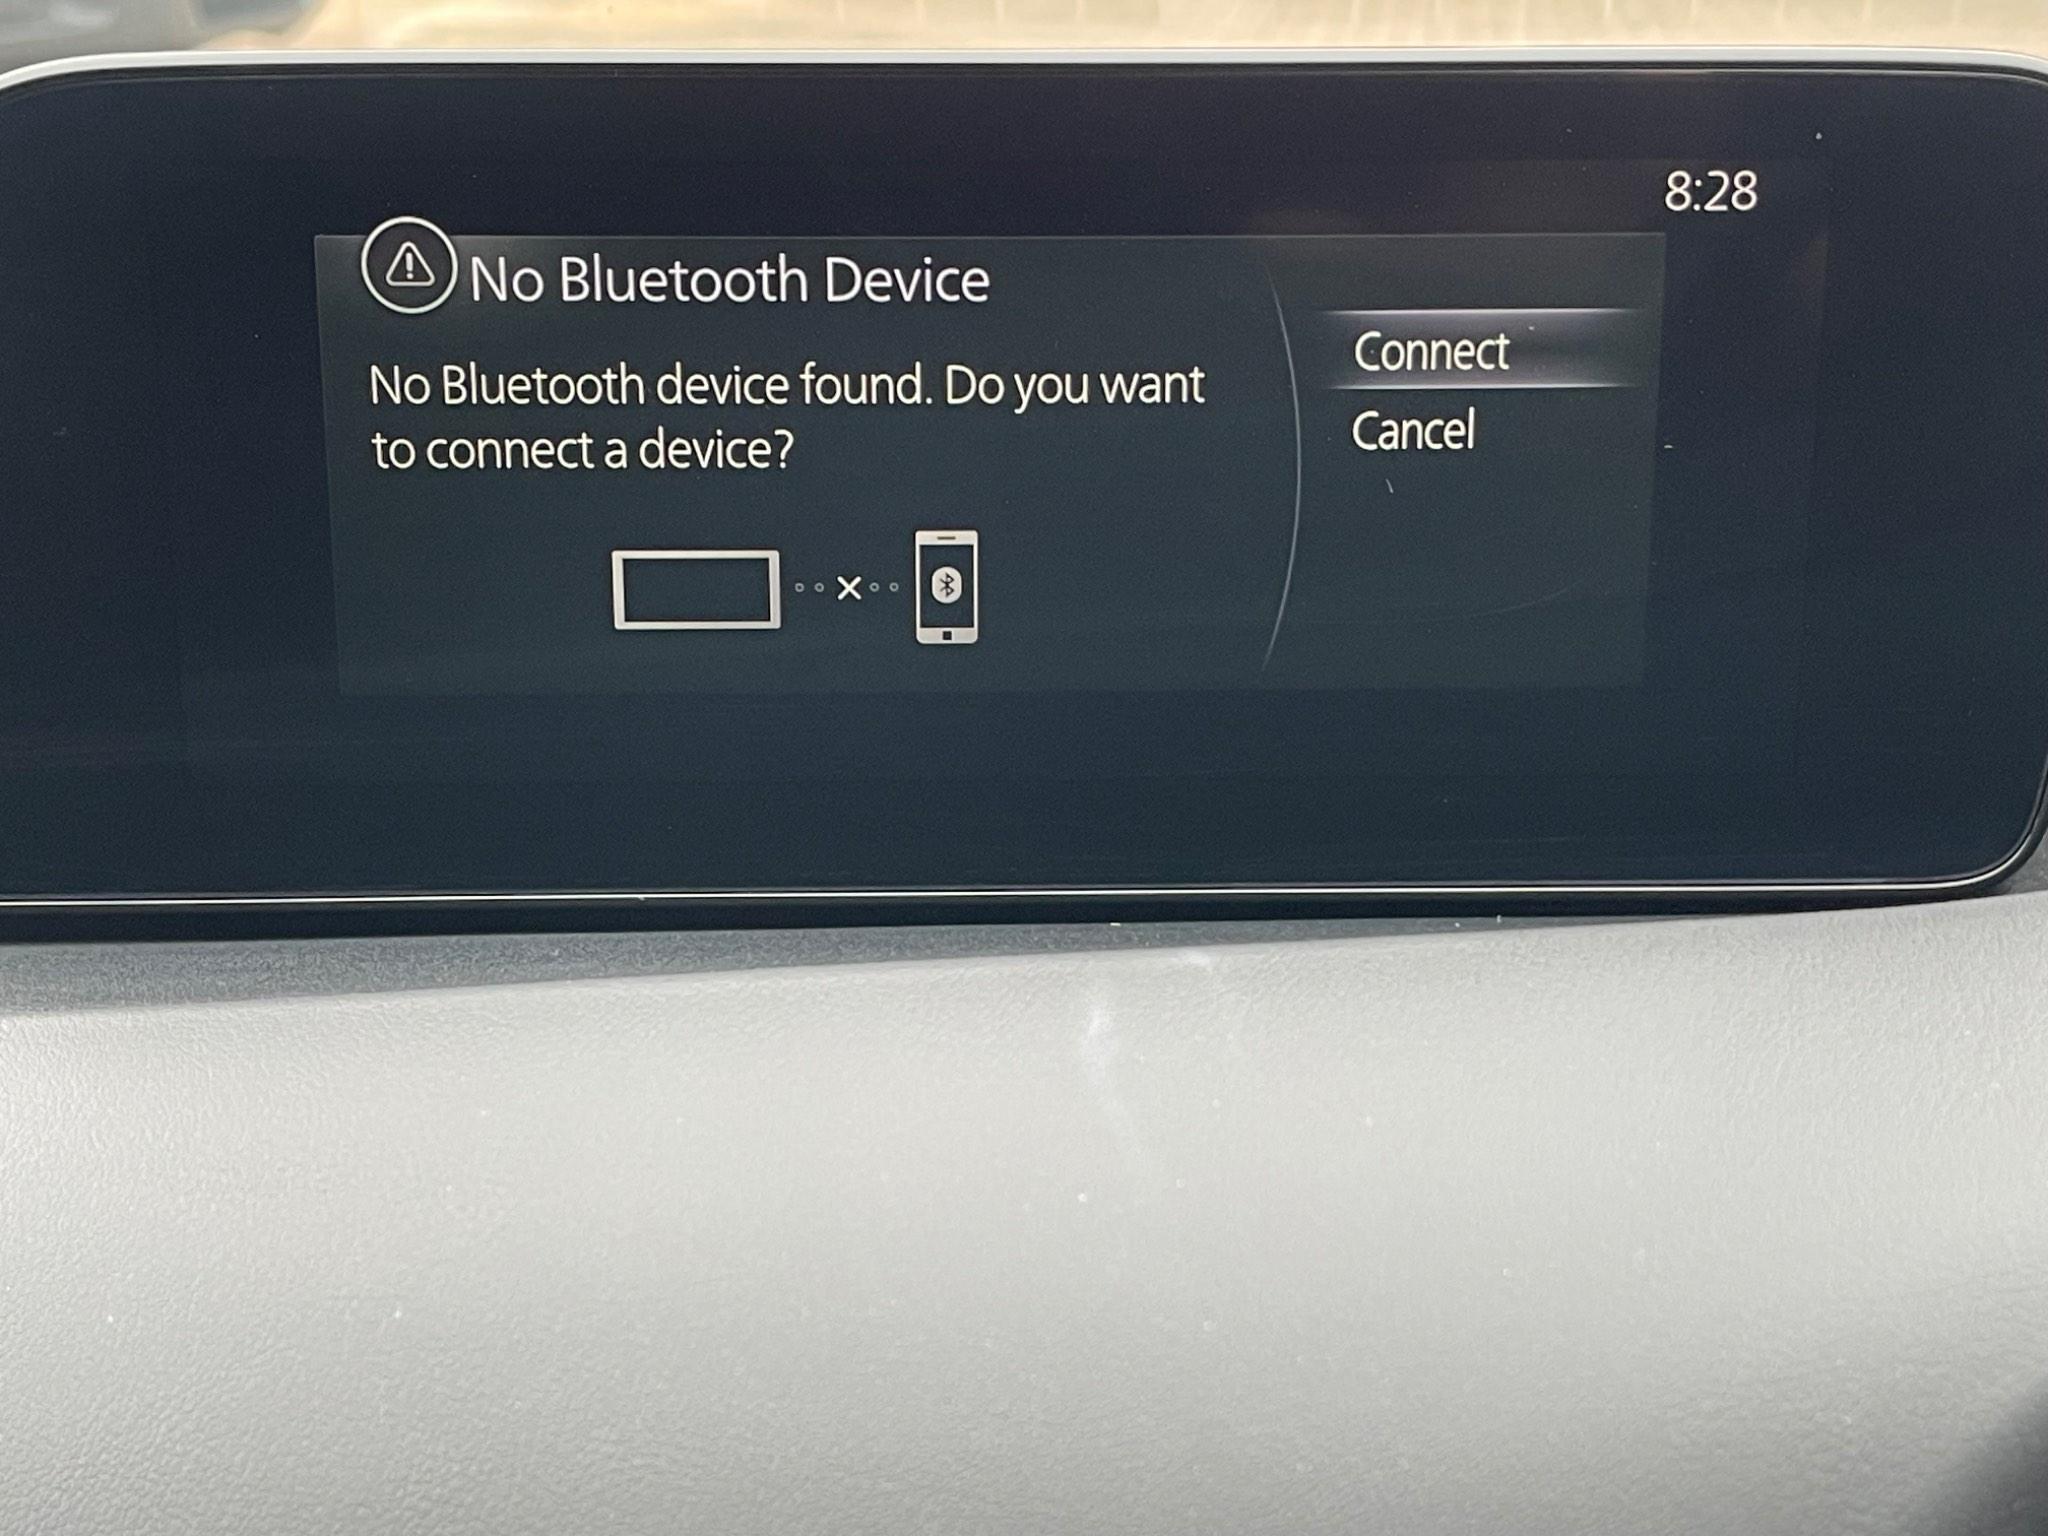 8:28
No Bluetooth Device
No Bluetooth device found. Do you want
to connect a device?
Connect
Cancel